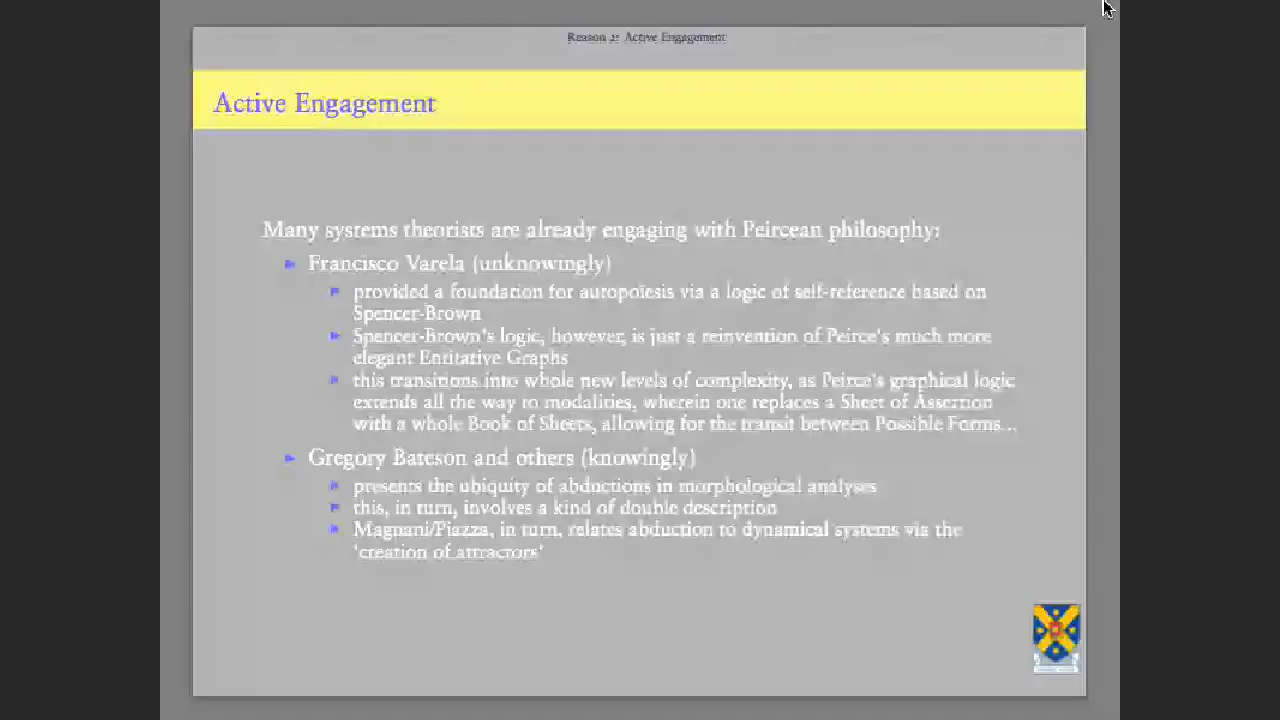 Reason 2: Active Engagement
Active Engagement
Many systems theorists are already engaging with Peircean philosophy:
Francisco Varela (unknowingly)
provided a foundation for autopoiesis via a logic of self-reference based on
Spencer-Brown
Spencer-Brown's logic, however, is just a reinvention of Peirce's much more
elegant Entitative Graphs
this transitions into whole new levels of complexity, as Peirce's graphical logic
extends all the way to modalities, wherein one replaces a Sheet of Assertion
with a whole Book of Sheets, allowing for the transit between Possible Forms...
Gregory Bateson and others (knowingly)
presents the ubiquity of abductions in morphological analyses
this, in turn, involves a kind of double description
Magnani/Piazza, in turn, relates abduction to dynamical systems via the
'creation of attractors'